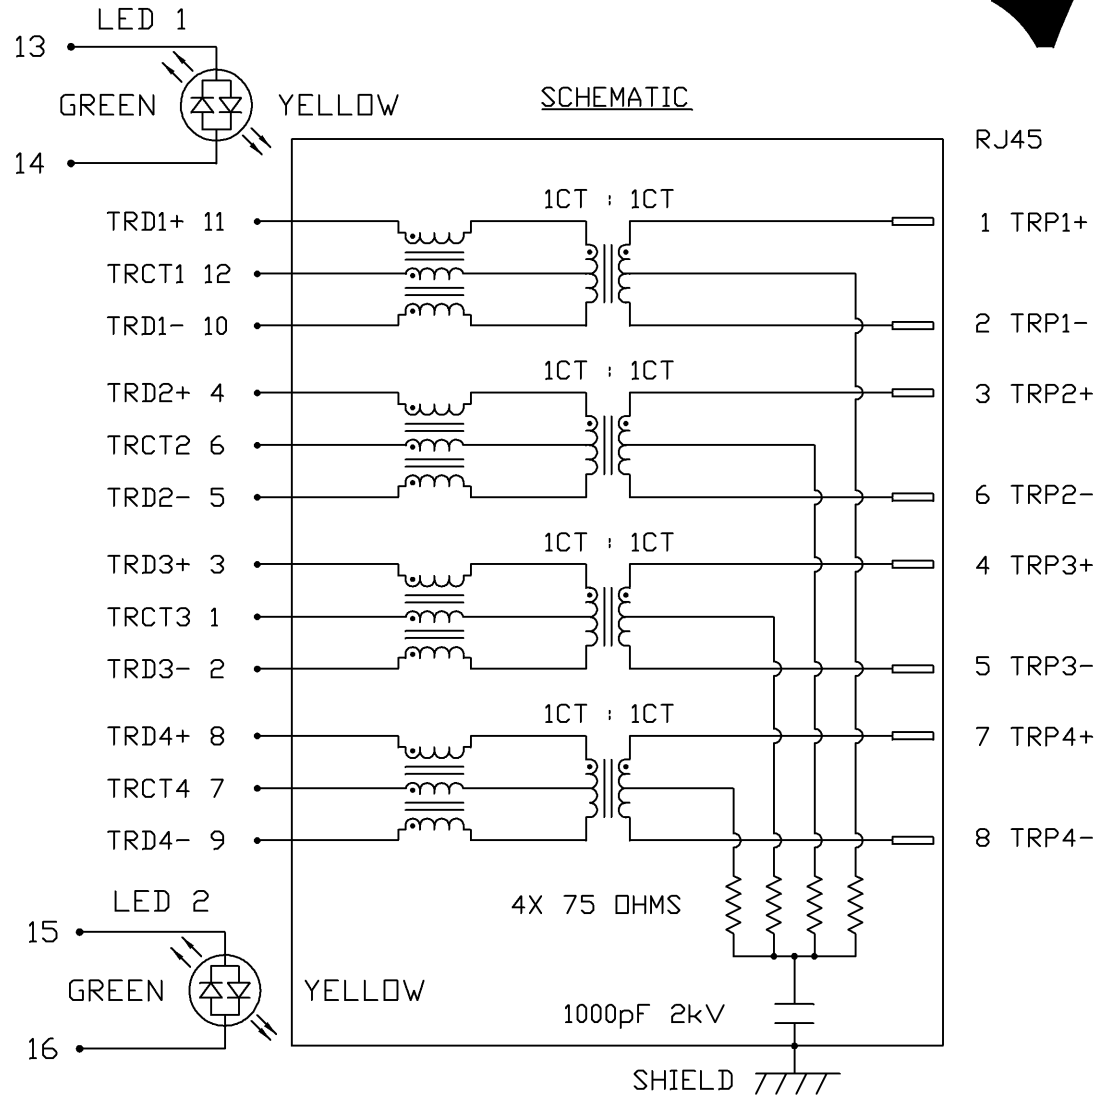 LED 1
13
GREEN YELLOW
14
SCHEMATIC
RJ45
1CT : 1CT
TRD1+ 11
1 TRP1+
TRCT1 12
TRD1- 10
2 TRP1-
1CT : 1CT
TRD2+ 4
3 TRP2+
TRCT2 6
TRD2- 5
6 TRP2-
1CT : 1CT
TRD3+ 3
4 TRP3+
TRCT3 1
TRD3- 2
5 TRP3-
1CT : 1CT
TRD4+ 8
7 TRP4+
TRCT4 7
TRD4- 9
8 TRP4-
4X 75 OHMS
LED 2
15
GREEN YELLOW
16
1000pF 2kV
SHIELD